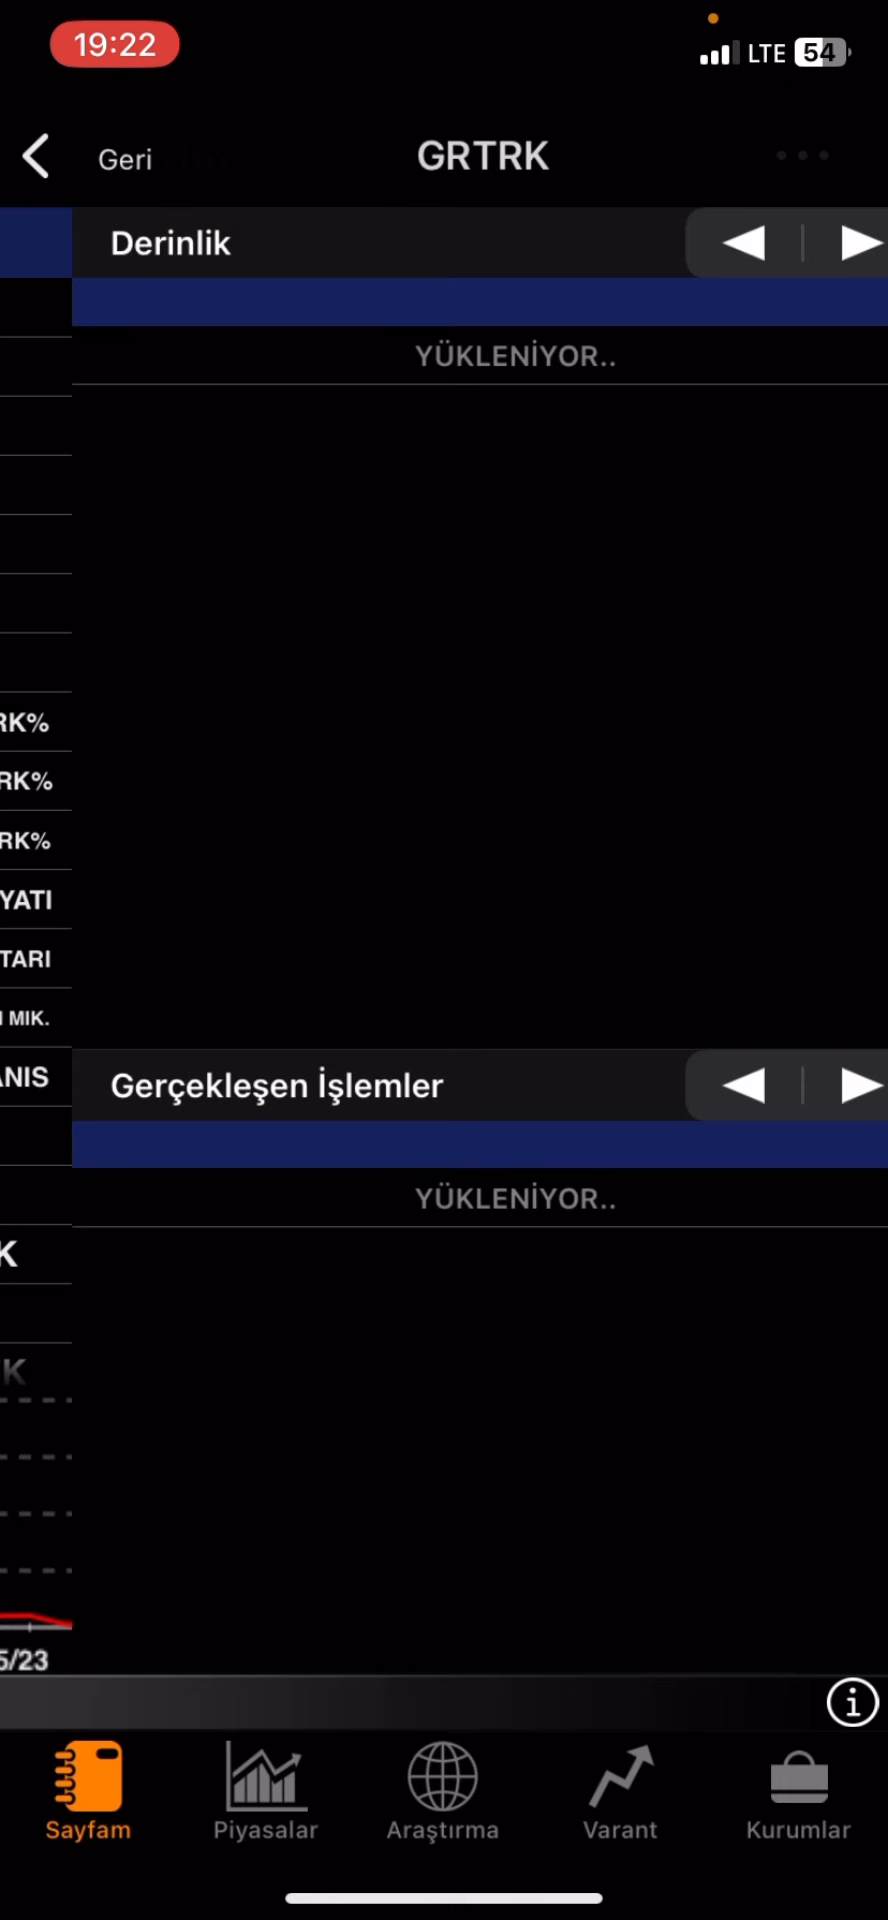 19:22
LTE 54
Geri
GRTRK
Derinlik
YÜKLENİYOR..
RK%
RK%
RK%
YATI
TARI
MIK.
ANIS
Gerçekleşen İşlemler
YÜKLENİYOR..
K
K
5/23
Sayfam
Piyasalar
Araştırma
Varant
Kurumlar